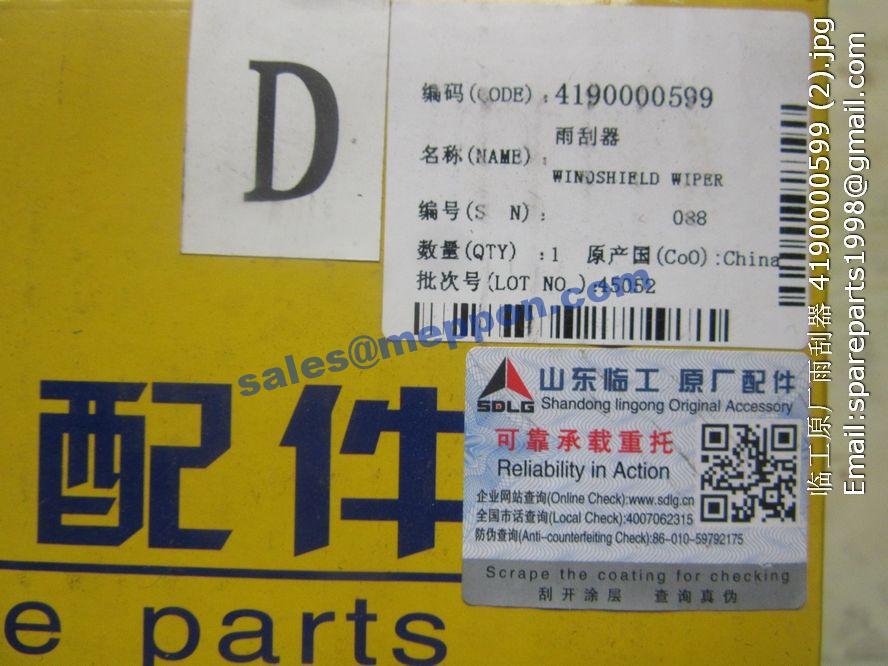 D
编码(CODE) : 4190000599
雨刮器
名称(NAME) :
WINDSHIELD WIPER
编号(S N) : 088
数量(QTY) :1 原产国(CoO):China
批次号(LOT NO.):45052
sales@meppon.com
SDLG
山东临工 原厂配件
Shandong lingong Original Accessory
可靠承载重托
Reliability in Action
企业网站查询(Online Check):www.sdlg.cn
全国市话查询(Local Check):4007062315
防伪查询(Anti-counterfeiting Check):86-010-59792175
Scrape the coating for checking
刮开涂层 查询真伪
配件
e parts
临工原厂 雨刮器 4190000599 (2).jpg
Email:spareparts1998@gmail.com